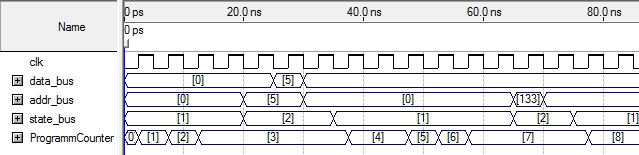 Name
0 ps 20.0 ns 40.0 ns 60.0 ns 80.0 ns
0 ps
clk
data_bus [0] [5]
addr_bus [0] [5] [0] [133]
state_bus [1] [2] [1] [2] [1]
ProgrammCounter 0 [1] [2] [3] [4] [5] [6] [7] [8]